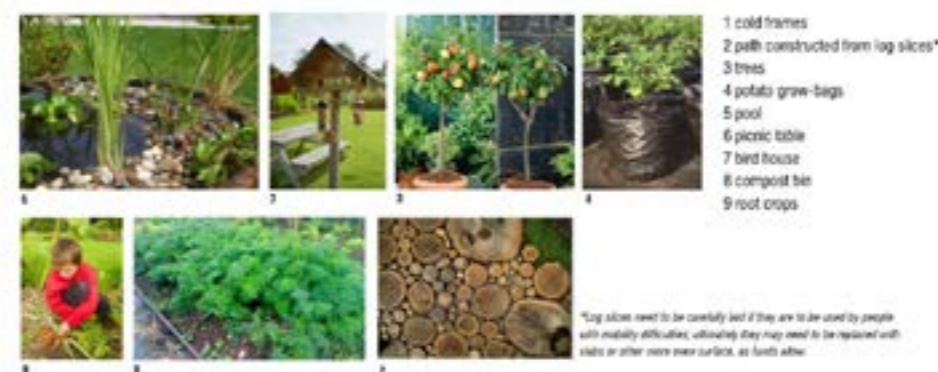 3
4
1 cold frames
2 path constructed from log slices*
3 trees
4 potato grow-bags
5 pool
6 picnic table
7 bird house
8 compost bin
9 root crops
*Log slices need to be carefully laid if they are to be used by people
with mobility difficulties; ultimately they may need to be replaced with
slabs or other more even surface, as funds allow.